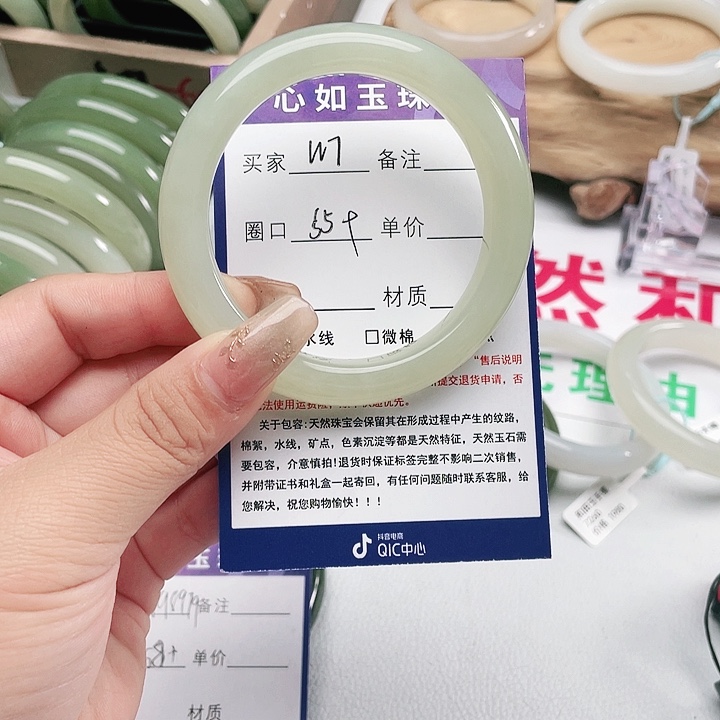 心如玉珠
买家 W7 备注
圈口 55+ 单价
材质
水线 □微棉
"售后说明
提交退货申请，否
法使用运费险，
优先。
关于包容：天然珠宝会保留其在形成过程中产生的纹路，
棉絮，水线，矿点，色素沉淀等都是天然特征，天然玉石需
要包容，介意慎拍！退货时保证标签完整不影响二次销售，
并附带证书和礼盒一起寄回，有任何问题随时联系客服，给
您解决，祝您购物愉快！！！
抖音电商
QIC中心
备注
58+ 单价
材质
然和
无理由